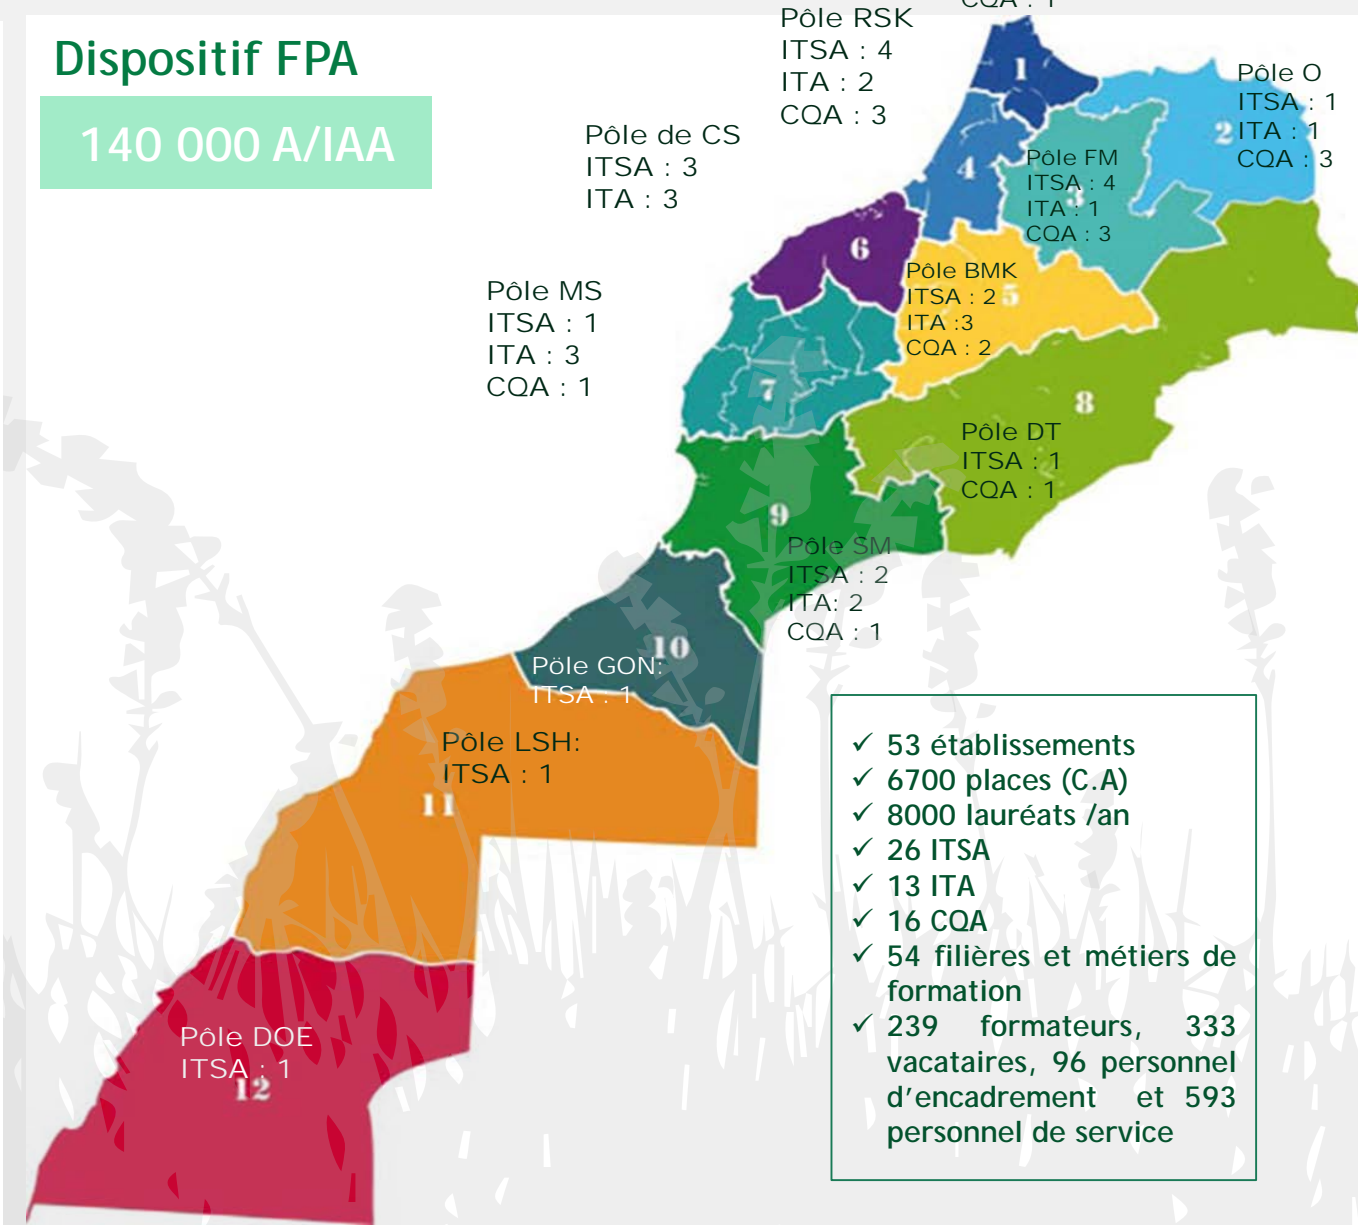 CQA : 1
Pôle RSK
ITSA : 4
ITA : 2
CQA : 3
Dispositif FPA
140 000 A/IAA
Pôle de CS
ITSA : 3
ITA : 3
1
Pôle O
ITSA : 1
ITA : 1
CQA : 3
2
4
Pôle FM
ITSA : 4
ITA : 1
CQA : 3
3
6
Pôle BMK
ITSA : 2
ITA :3
CQA : 2
5
Pôle MS
ITSA : 1
ITA : 3
CQA : 1
7
8
Pôle DT
ITSA : 1
CQA : 1
9
Pôle SM
ITSA : 2
ITA: 2
CQA : 1
10
Pöle GON:
ITSA : 1
Pôle LSH:
ITSA : 1
11
Pôle DOE
ITSA : 1
12
✓ 53 établissements
✓ 6700 places (C.A)
✓ 8000 lauréats /an
✓ 26 ITSA
✓ 13 ITA
✓ 16 CQA
✓ 54 filières et métiers de
formation
✓ 239 formateurs, 333
vacataires, 96 personnel
d’encadrement et 593
personnel de service